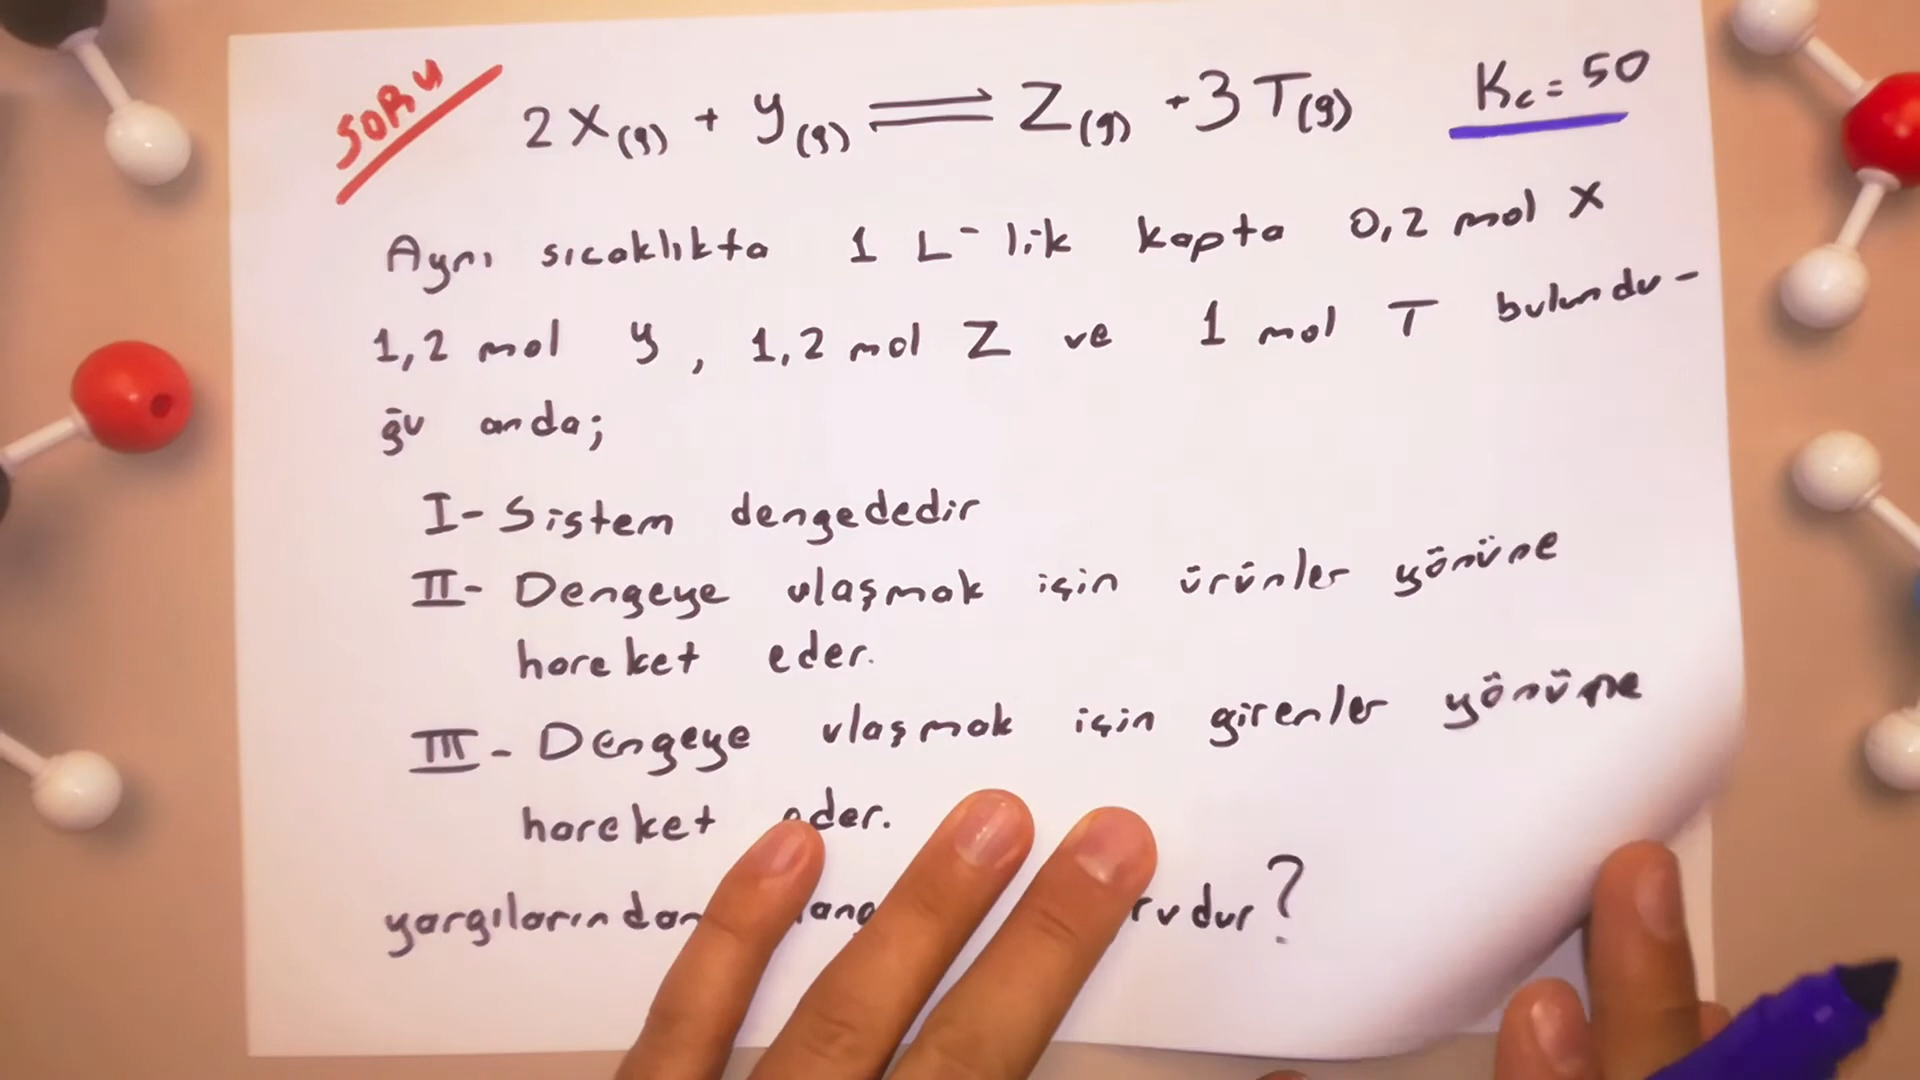 SORU
2X(g) + Y(g) ⇌ Z(g) + 3T(g) Kc = 50
Aynı sıcaklıkta 1 L-lik kapta 0,2 mol X
1,2 mol Y, 1,2 mol Z ve 1 mol T bulundu-
ğu anda;
I- Sistem dengededir
II- Dengeye ulaşmak için ürünler yönüne
hareket eder.
III- Dengeye ulaşmak için girenler yönüne
hareket eder.
yargılarından ?